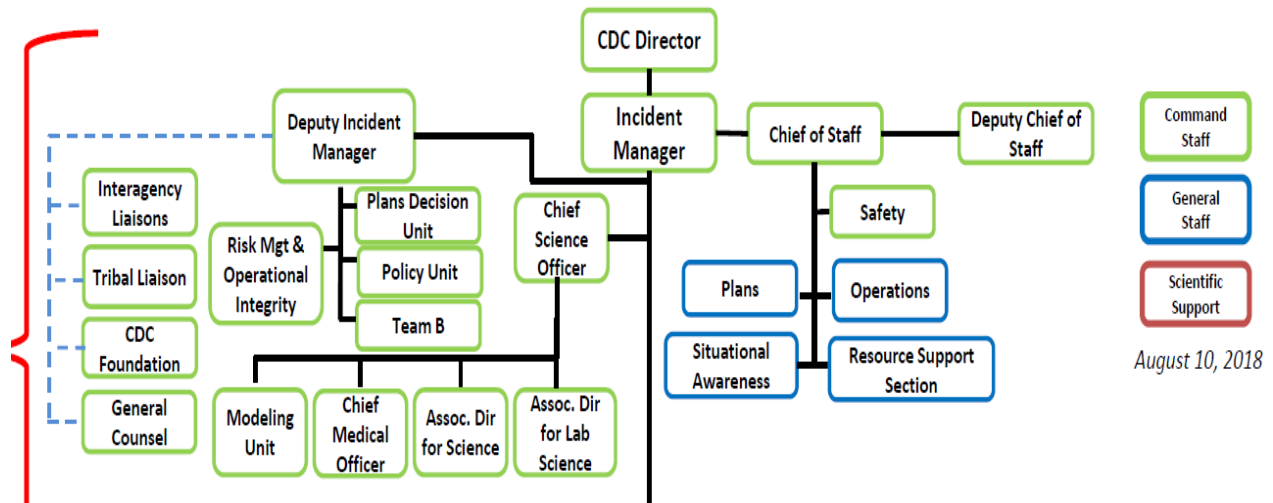 CDC Director
Deputy Incident
Manager
Incident
Manager
Chief of Staff
Deputy Chief of
Staff
Command
Staff
Interagency
Liaisons
Plans Decision
Unit
Chief
Science
Officer
Safety
General
Staff
Risk Mgt &
Operational
Integrity
Policy Unit
Tribal Liaison
Plans
Operations
Scientific
Support
Team B
CDC
Foundation
Situational
Awareness
Resource Support
Section
August 10, 2018
General
Counsel
Modeling
Unit
Chief
Medical
Officer
Assoc. Dir
for Science
Assoc. Dir
for Lab
Science